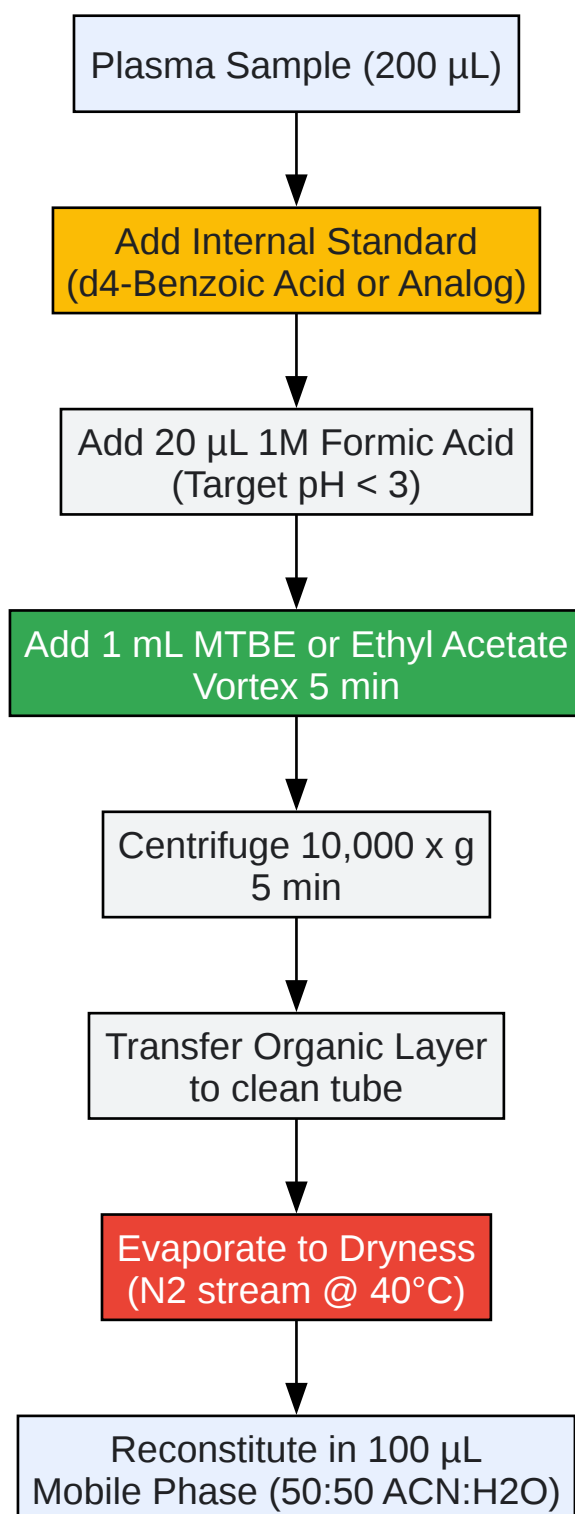 Plasma Sample (200 µL)
Add Internal Standard
(d4-Benzoic Acid or Analog)
Add 20 µL 1M Formic Acid
(Target pH < 3)
Add 1 mL MTBE or Ethyl Acetate
Vortex 5 min
Centrifuge 10,000 x g
5 min
Transfer Organic Layer
to clean tube
Evaporate to Dryness
(N2 stream @ 40°C)
Reconstitute in 100 µL
Mobile Phase (50:50 ACN:H2O)